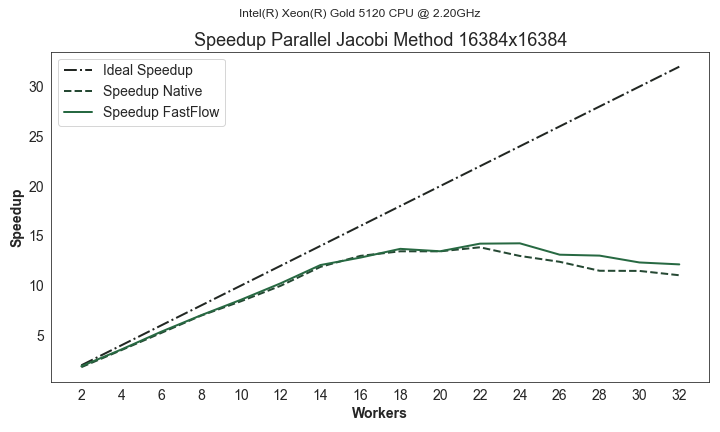 Intel(R) Xeon(R) Gold 5120 CPU @ 2.20GHz
Speedup Parallel Jacobi Method 16384x16384
Ideal Speedup
Speedup Native
Speedup FastFlow
Speedup
30
25
20
15
10
5
2 4 6 8 10 12 14 16 18 20 22 24 26 28 30 32
Workers